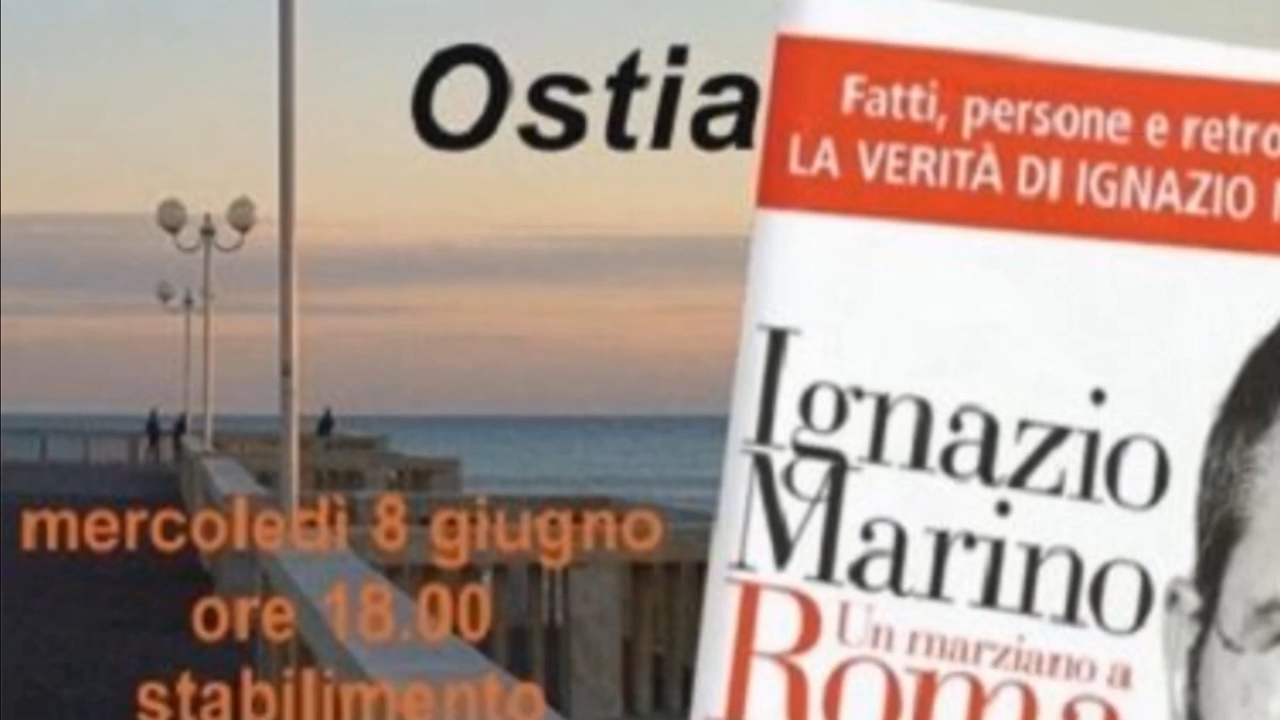 Ostia
Fatti, persone e retro
LA VERITÀ DI IGNAZIO
Ignazio
Marino
Un marziano a
Roma
mercoledì 8 giugno
ore 18.00
stabilimento